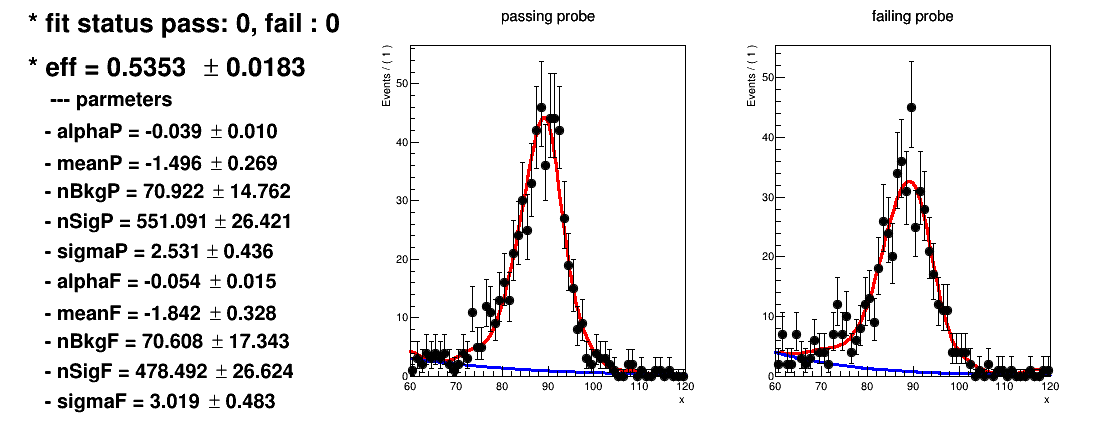 * fit status pass: 0, fail : 0
* eff = 0.5353 ± 0.0183
--- parmeters
- alphaP = -0.039 ± 0.010
- meanP = -1.496 ± 0.269
- nBkgP = 70.922 ± 14.762
- nSigP = 551.091 ± 26.421
- sigmaP = 2.531 ± 0.436
- alphaF = -0.054 ± 0.015
- meanF = -1.842 ± 0.328
- nBkgF = 70.608 ± 17.343
- nSigF = 478.492 ± 26.624
- sigmaF = 3.019 ± 0.483
passing probe
Events / ( 1 )
50
40
30
20
10
0
60 70 80 90 100 110 120
x
failing probe
Events / ( 1 )
50
40
30
20
10
0
60 70 80 90 100 110 120
x